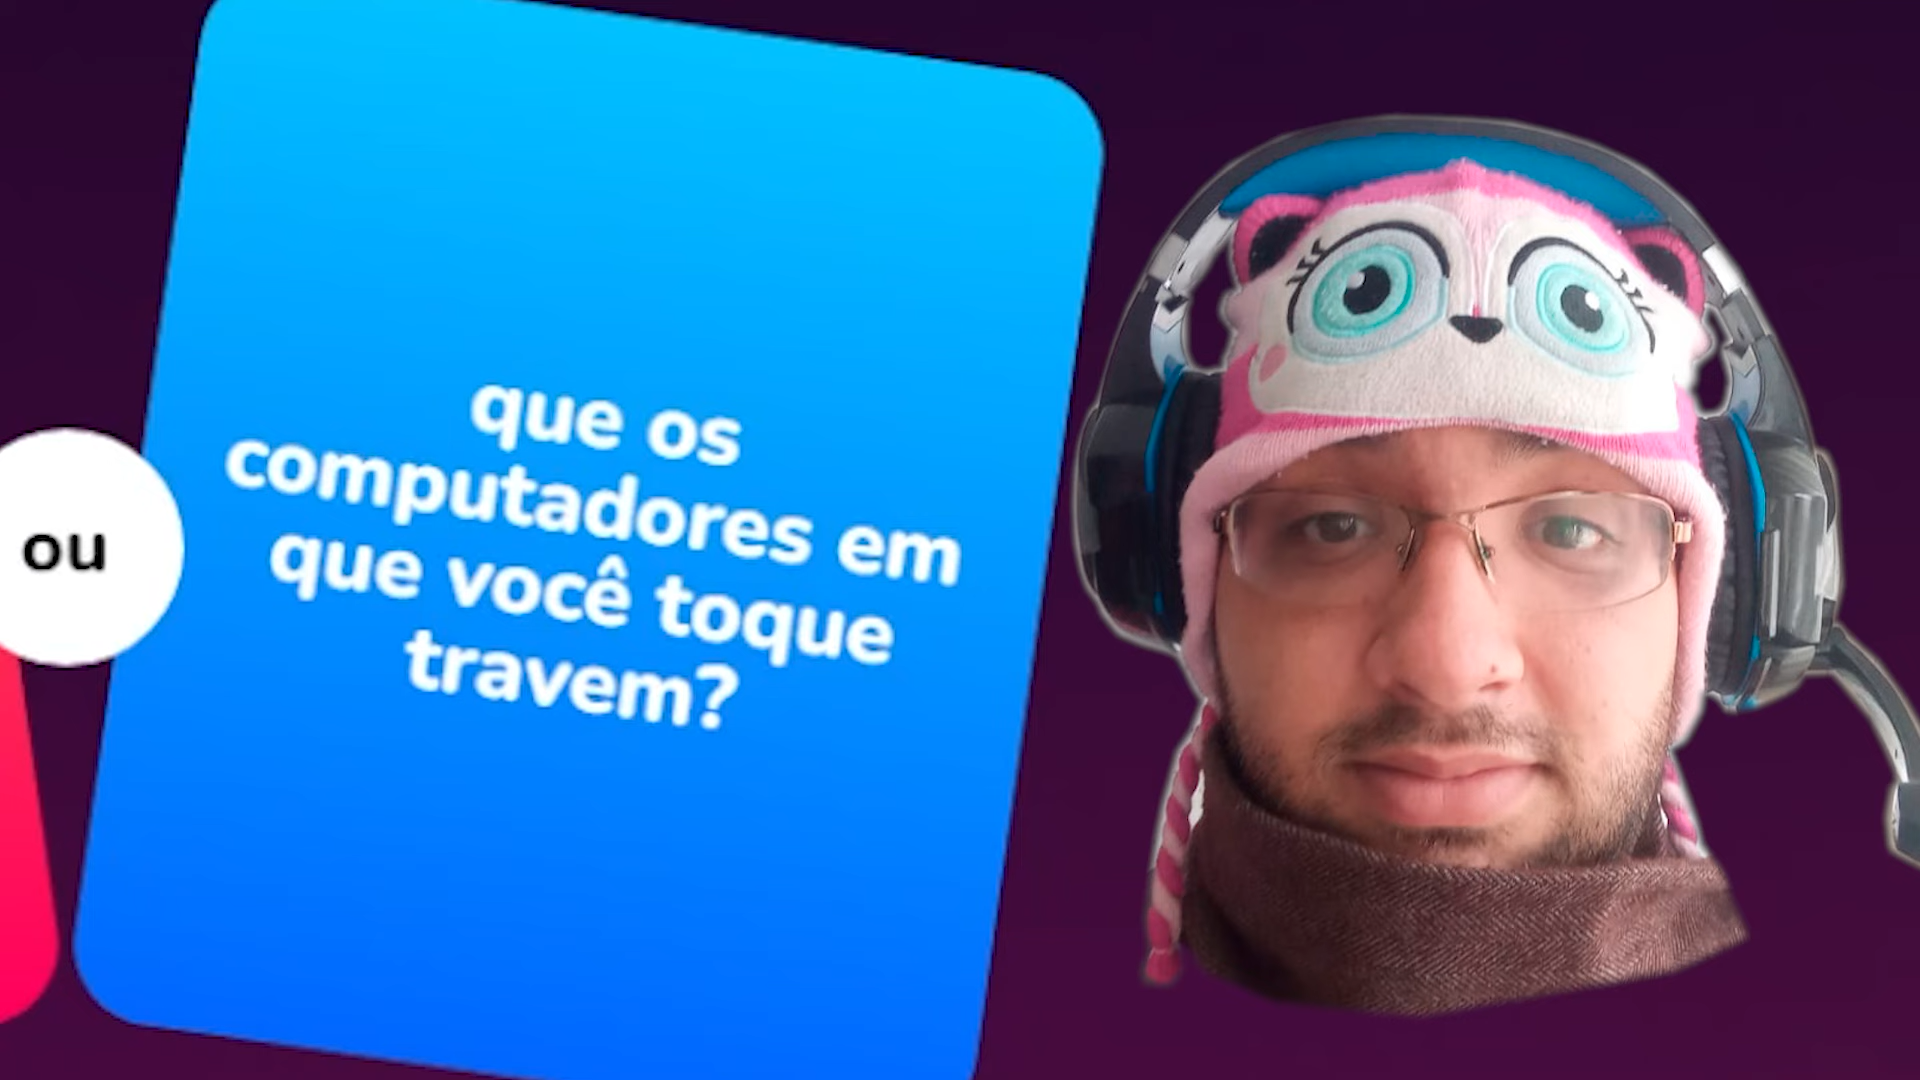 ou
que os
computadores em
que você toque
travem?